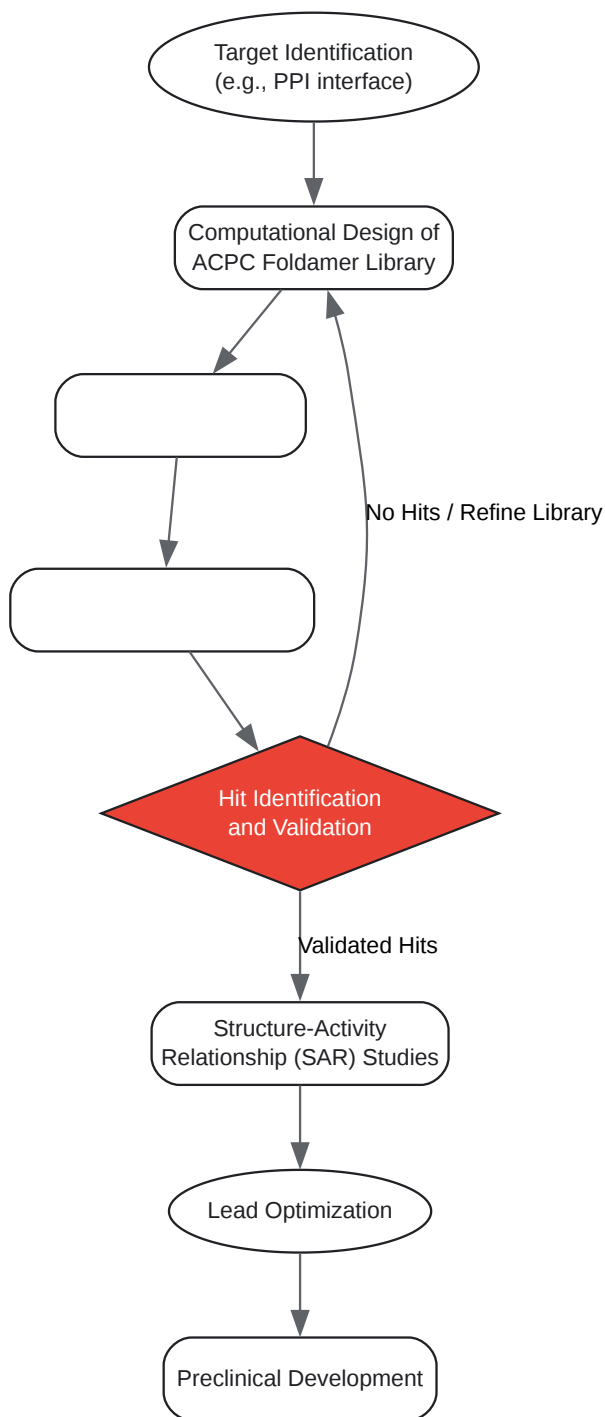 Target Identification
(e.g., PPI interface)
Computational Design of
ACPC Foldamer Library
No Hits / Refine Library
Hit Identification
and Validation
Validated Hits
Structure-Activity
Relationship (SAR) Studies
Lead Optimization
Preclinical Development